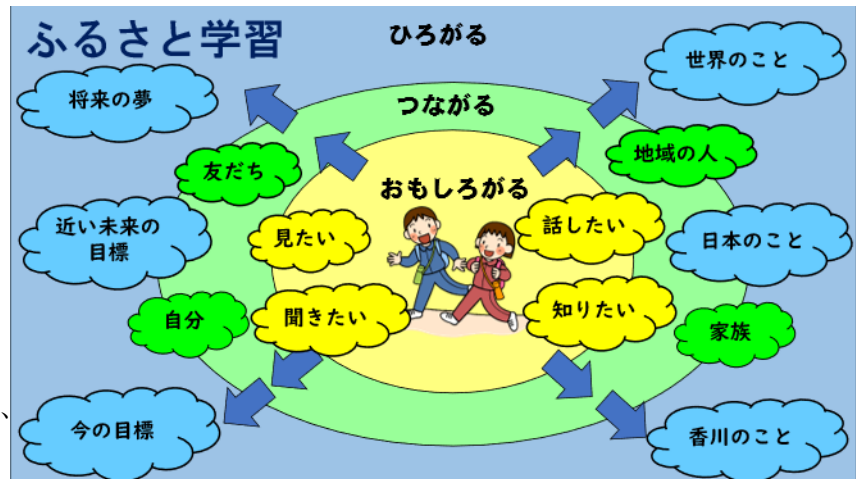 ふるさと学習
ひろがる
世界のこと
将来の夢
つながる
地域の人
友だち
おもしろがる
話したい
見たい
近い未来の
目標
日本のこと
知りたい
聞きたい
自分
家族
、
今の目標
香川のこと